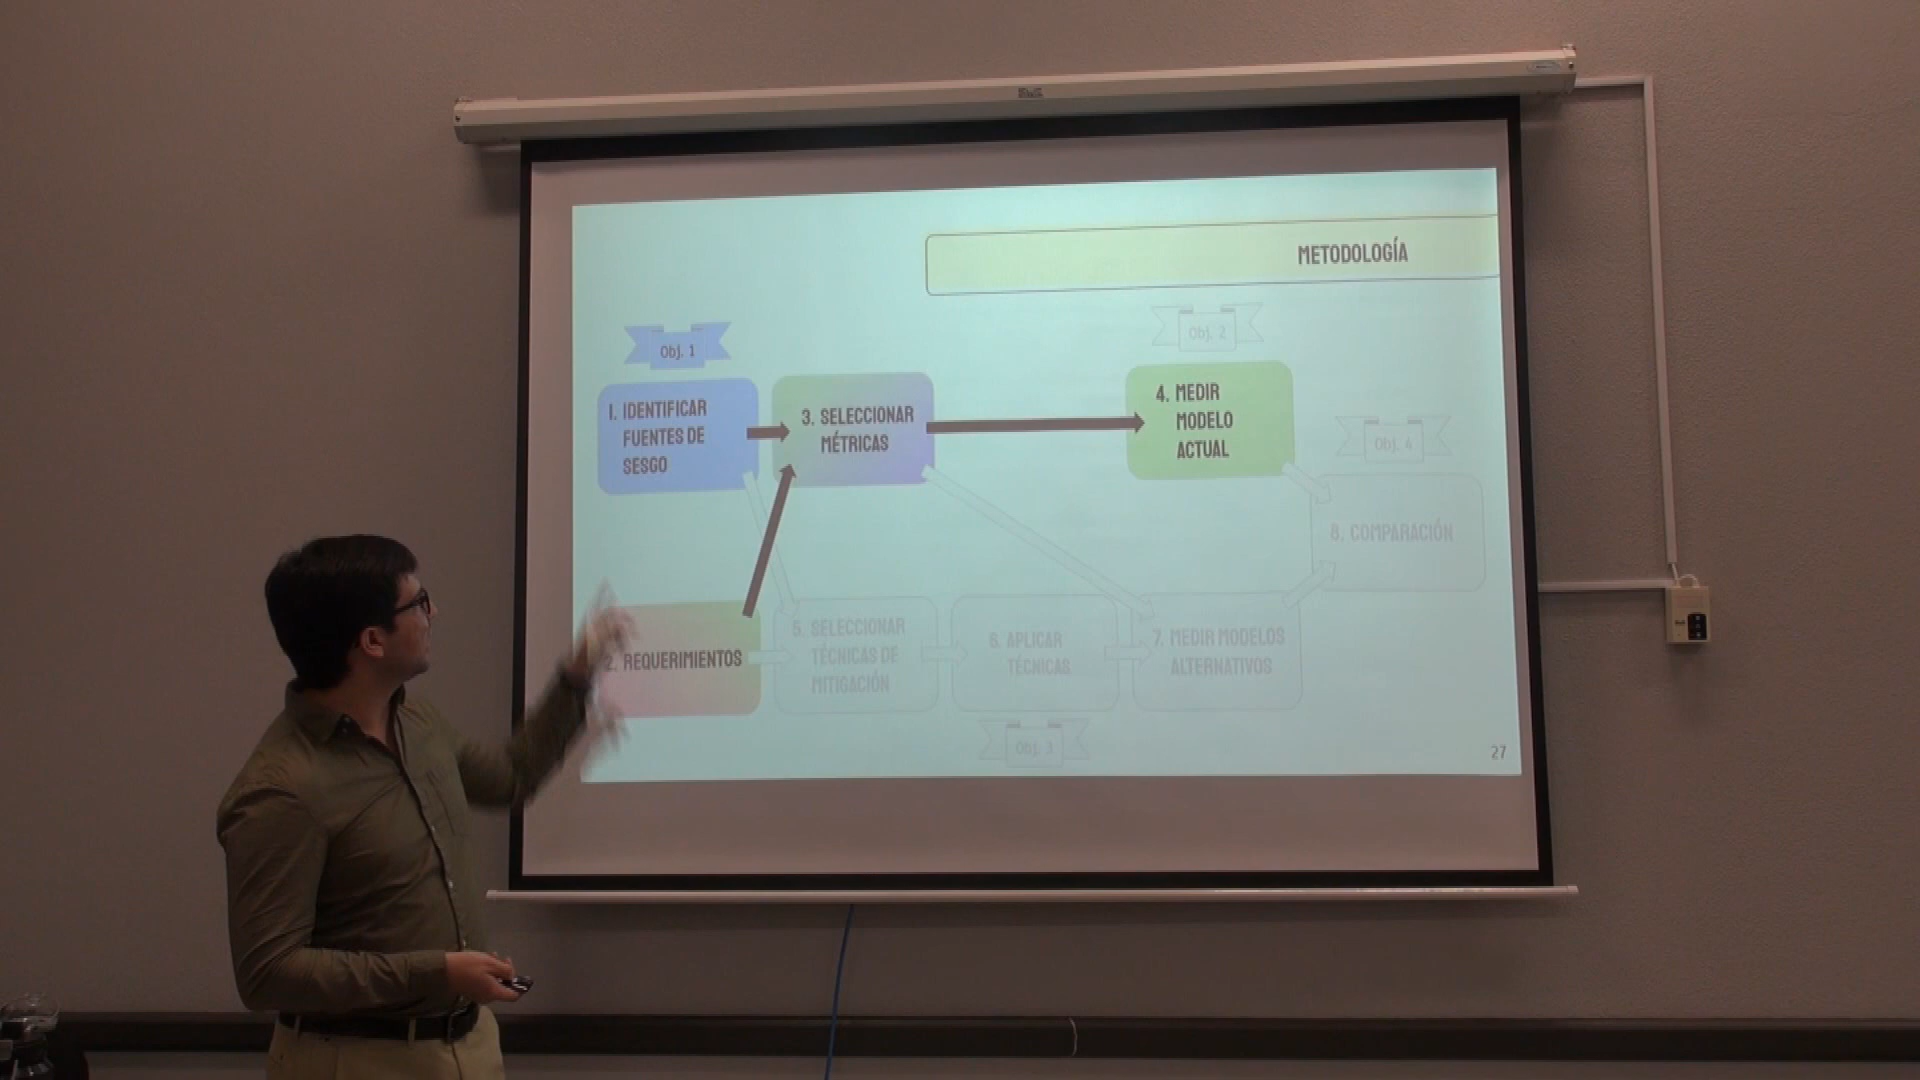 METODOLOGÍA
Obj. 1
Obj. 2
1. IDENTIFICAR
FUENTES DE
SESGO
3. SELECCIONAR
MÉTRICAS
4. MEDIR
MODELO
ACTUAL
Obj. 4
8. COMPARACIÓN
2. REQUERIMIENTOS
5. SELECCIONAR
TÉCNICAS DE
MITIGACIÓN
6. APLICAR
TÉCNICAS
7. MEDIR MODELOS
ALTERNATIVOS
Obj. 3
27